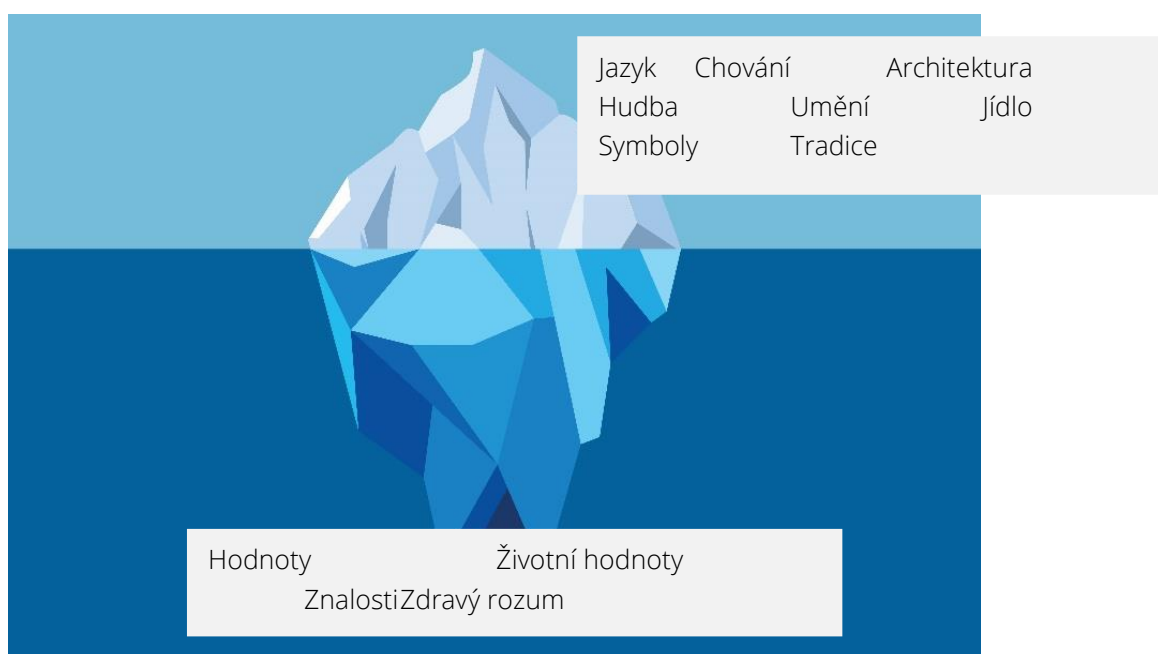 Jazyk Chování Architektura
Hudba Umění Jídlo
Symboly Tradice
Hodnoty Životní hodnoty
ZnalostiZdravý rozum